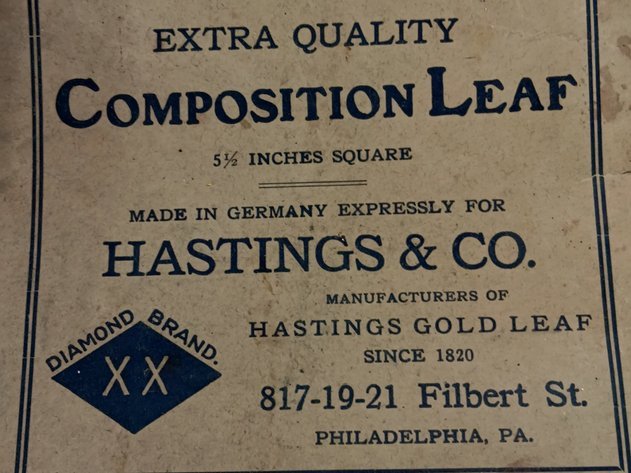 EXTRA QUALITY
COMPOSITION LEAF
5½ INCHES SQUARE
MADE IN GERMANY EXPRESSLY FOR
HASTINGS & CO.
MANUFACTURERS OF
HASTINGS GOLD LEAF
SINCE 1820
817-19-21 Filbert St.
PHILADELPHIA, PA.
DIAMOND BRAND.
XX